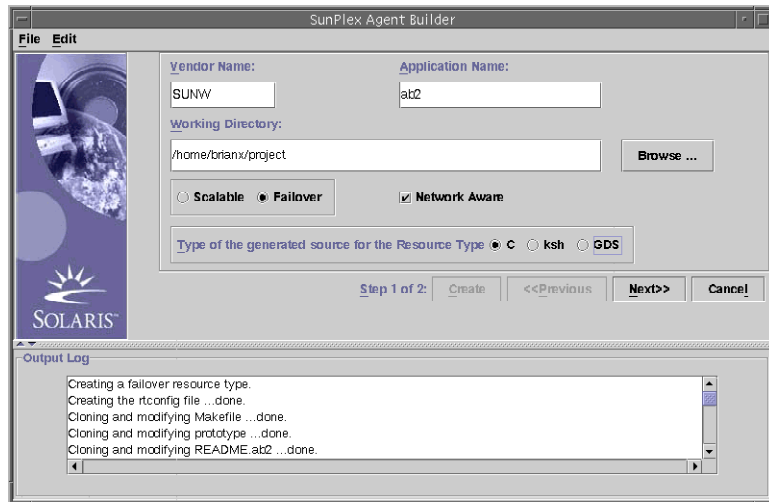 SunPlex Agent Builder
File Edit
Vendor Name: Application Name:
SUNW ab2
Working Directory:
/home/brianx/project Browse ...
Scalable Failover Network Aware
Type of the generated source for the Resource Type C ksh GDS
Step 1 of 2: Create <<Previous Next>> Cancel
SOLARIS™
Output Log
Creating a failover resource type.
Creating the rtconfig file ...done.
Cloning and modifying Makefile ...done.
Cloning and modifying prototype ...done.
Cloning and modifying README.ab2 ...done.